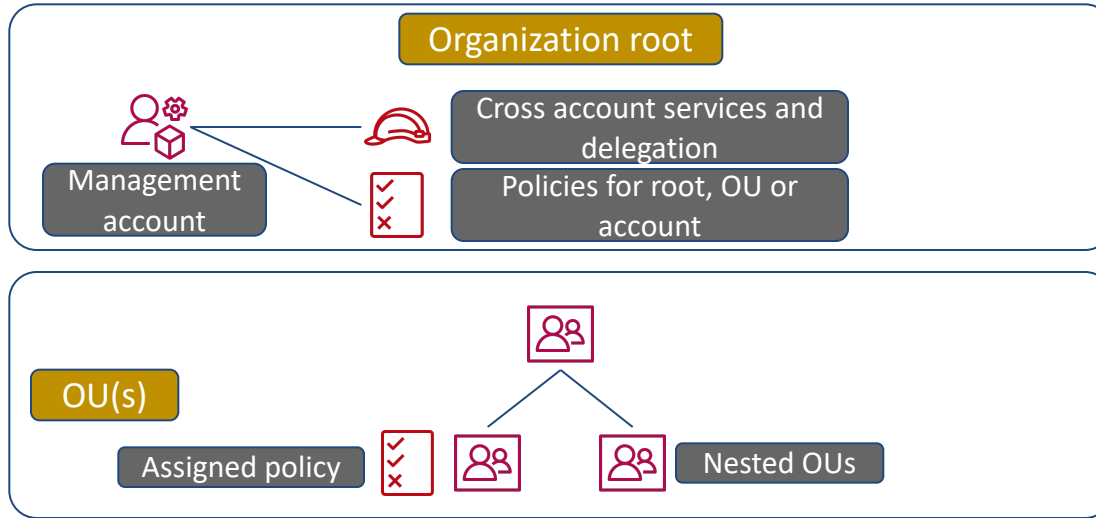 Organization root
Cross account services and
delegation
Management
account
Policies for root, OU or
account
OU(s)
Assigned policy
Nested OUs